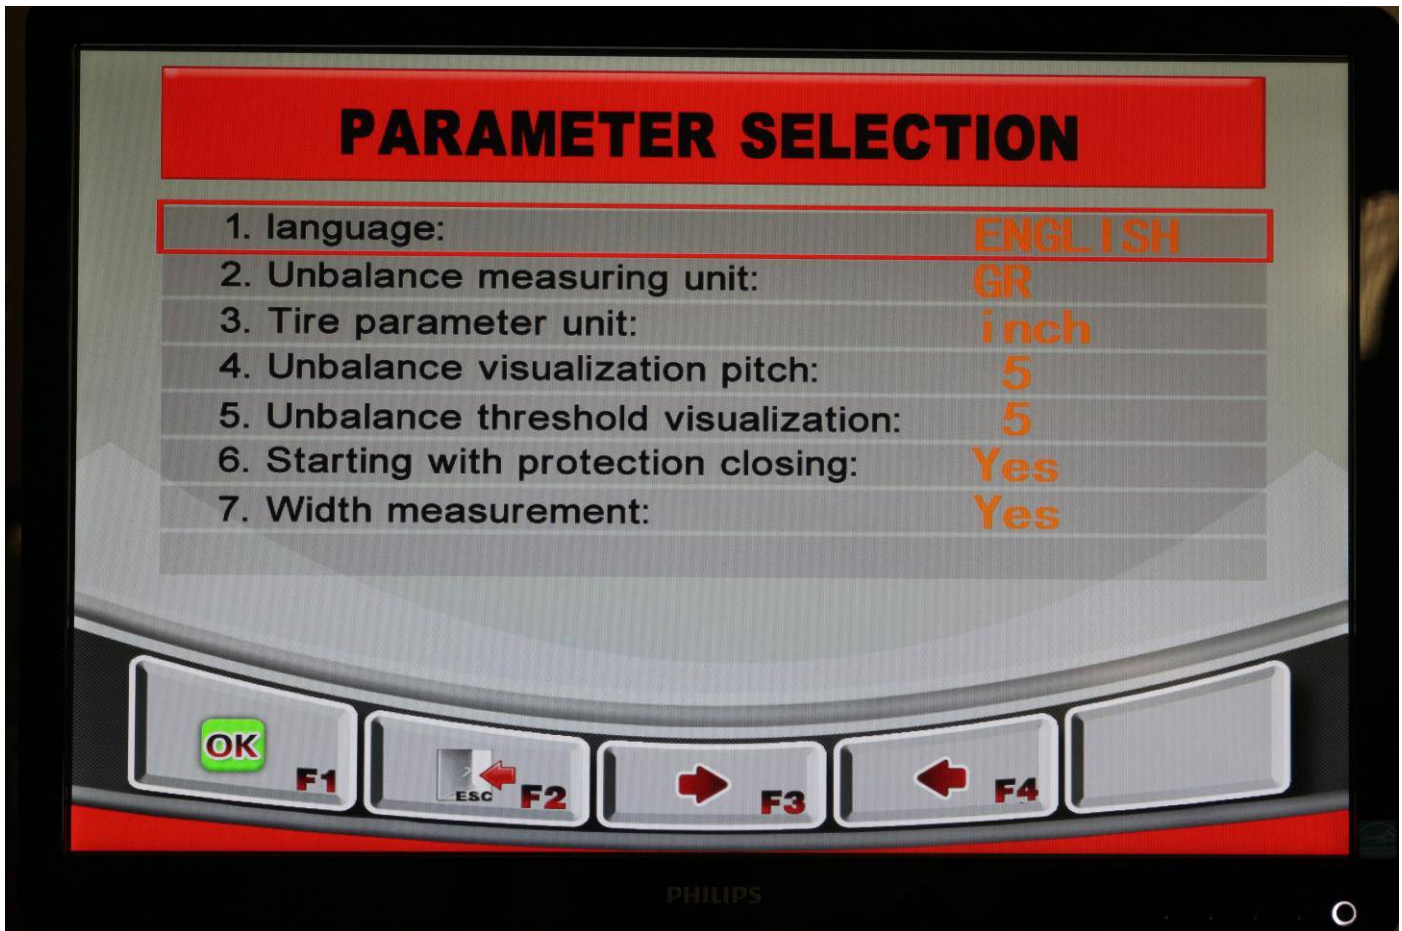 PARAMETER SELECTION
1. language: ENGLISH
2. Unbalance measuring unit: GR
3. Tire parameter unit: inch
4. Unbalance visualization pitch: 5
5. Unbalance threshold visualization: 5
6. Starting with protection closing: Yes
7. Width measurement: Yes
OK F1
ESC F2
F3
F4
PHILIPS